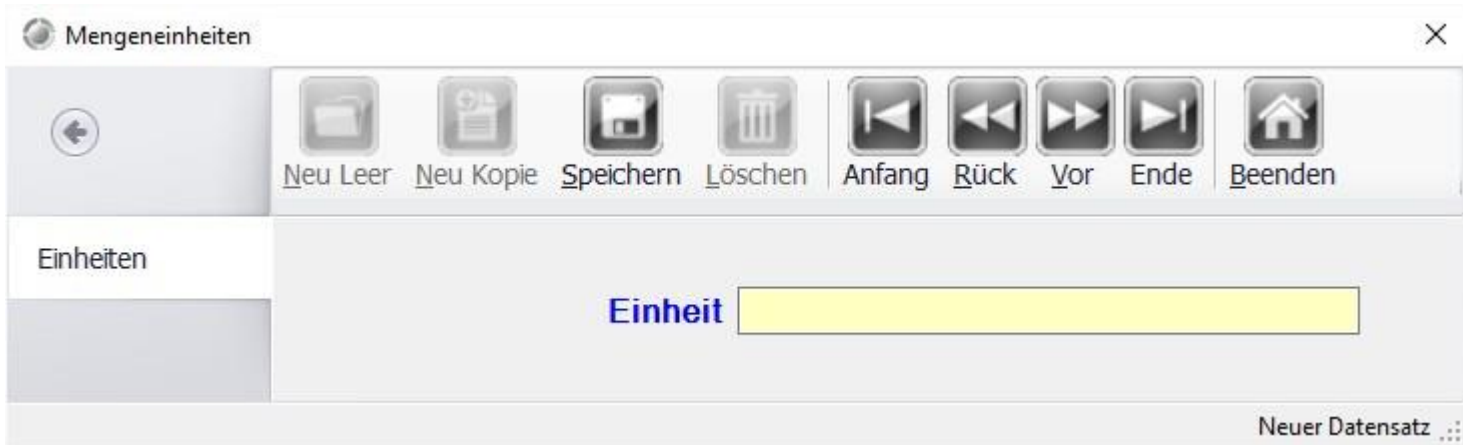 Mengeneinheiten
Neu Leer Neu Kopie Speichern Löschen Anfang Rück Vor Ende Beenden
Einheiten
Einheit
Neuer Datensatz